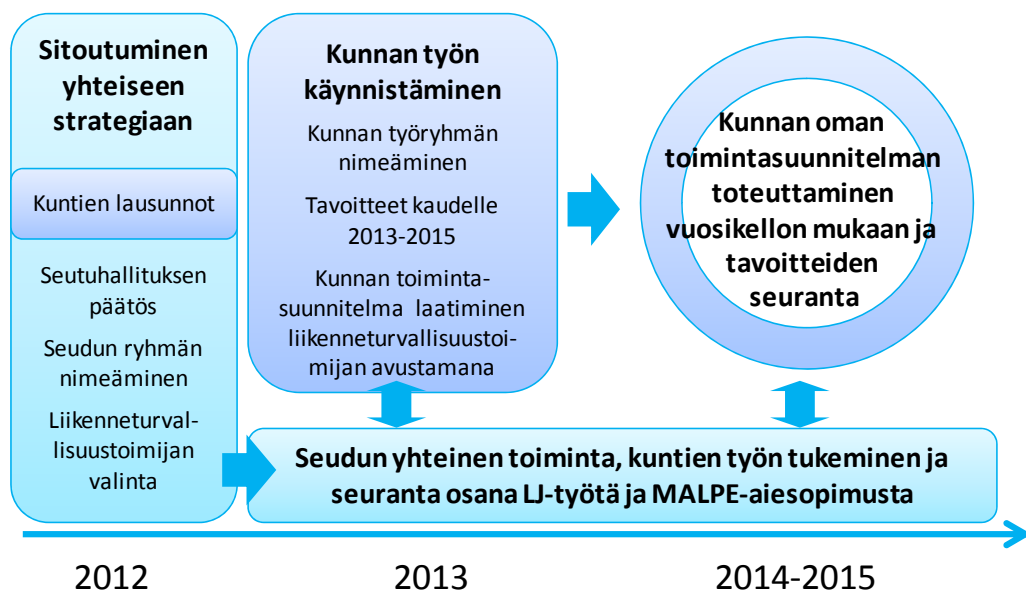 Sitoutuminen
yhteiseen
strategiaan
Kuntien lausunnot
Seutuhallituksen
päätös
Seudun ryhmän
nimeäminen
Liikenneturval-
lisuustoimijan
valinta
Kunnan työn
käynnistäminen
Kunnan työryhmän
nimeäminen
Tavoitteet kaudelle
2013-2015
Kunnan toiminta-
suunnitelma laatiminen
liikenneturvallisuustoi-
mijan avustamana
Kunnan oman
toimintasuunnitelman
toteuttaminen
vuosikellon mukaan ja
tavoitteiden
seuranta
Seudun yhteinen toiminta, kuntien työn tukeminen ja
seuranta osana LJ-työtä ja MALPE-aiesopimusta
2012
2013
2014-2015